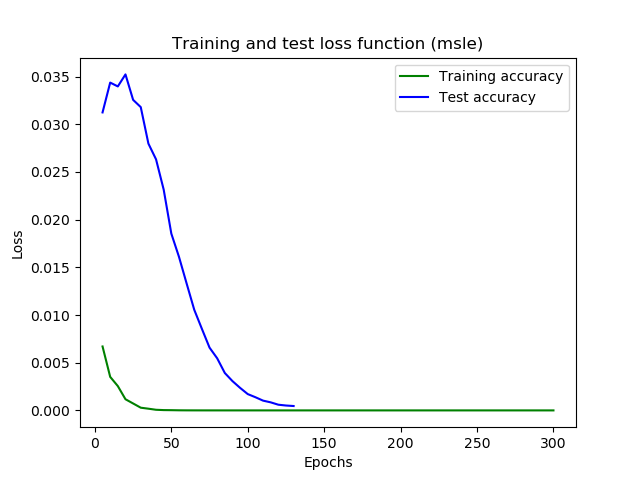 Training and test loss function (msle)
Training accuracy
Test accuracy
0.035
0.030
0.025
0.020
0.015
0.010
0.005
0.000
Loss
0 50 100 150 200 250 300
Epochs